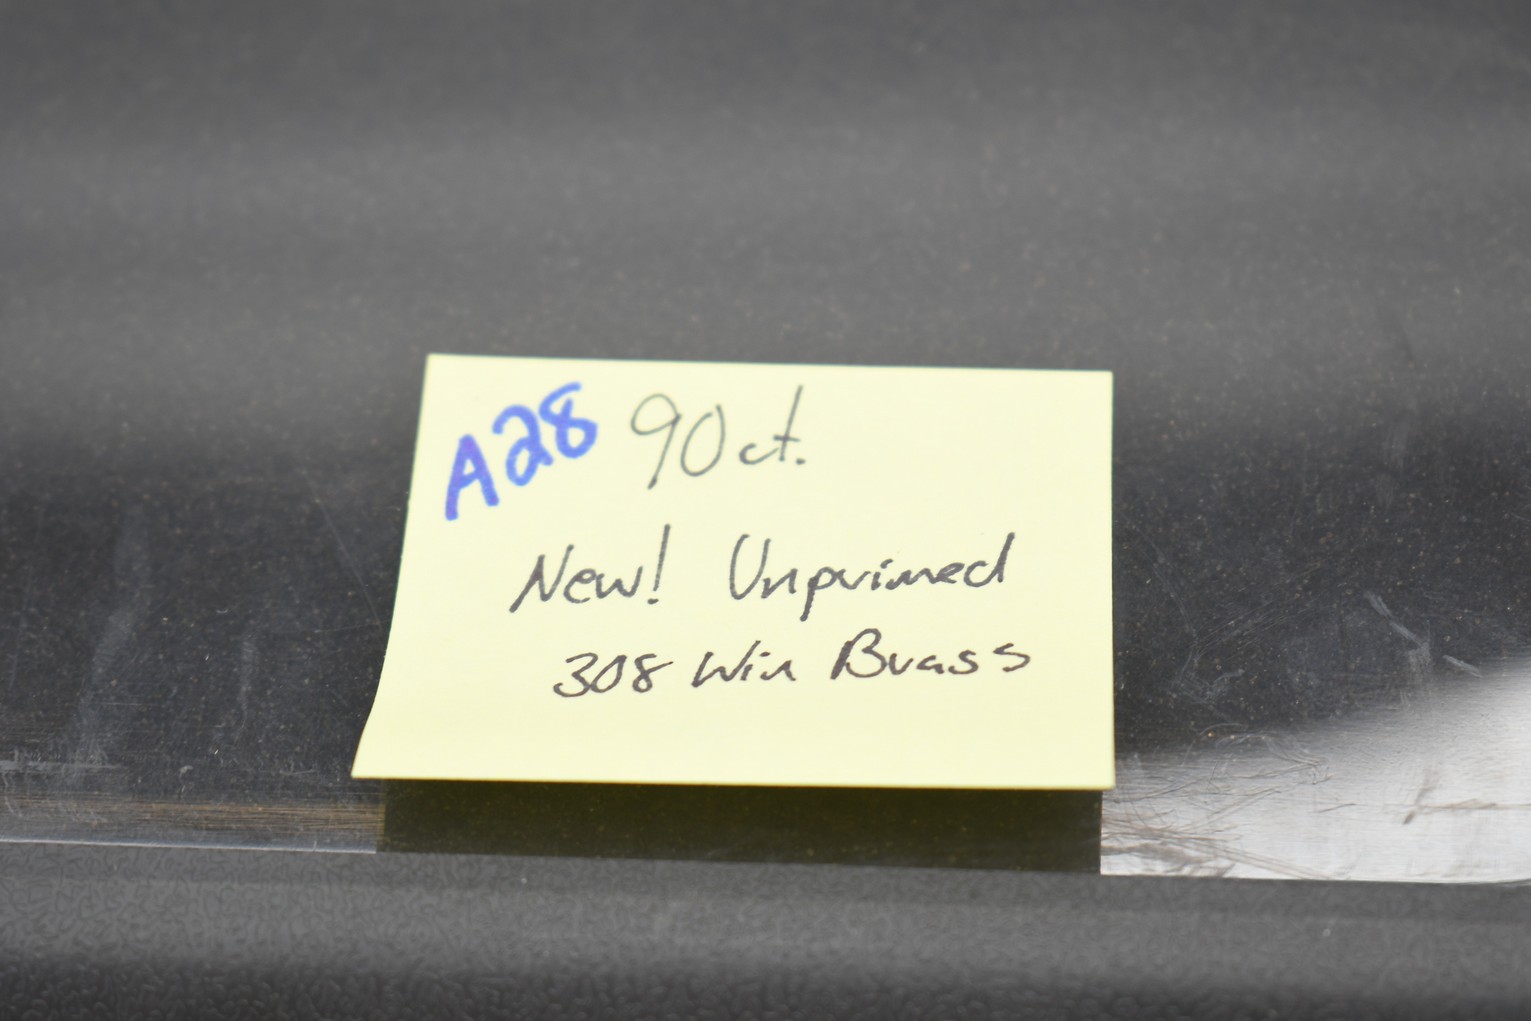 A28 90 ct.
New! Unprimed
308 Win Brass